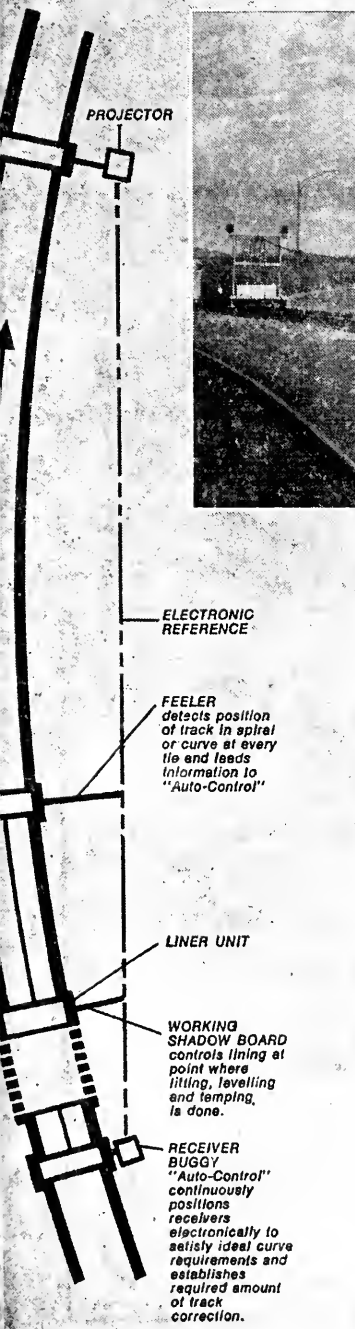 PROJECTOR
ELECTRONIC
REFERENCE
FEELER
detects position
of track in spiral
or curve at every
tie and feeds
information to
"Auto-Control"
LINER UNIT
WORKING
SHADOW BOARD
controls lining at
point where
lifting, levelling
and tamping
is done.
RECEIVER
BUGGY
"Auto-Control"
continuously
positions
receivers
electronically to
satisfy ideal curve
requirements and
establishes
required amount
of track
correction.